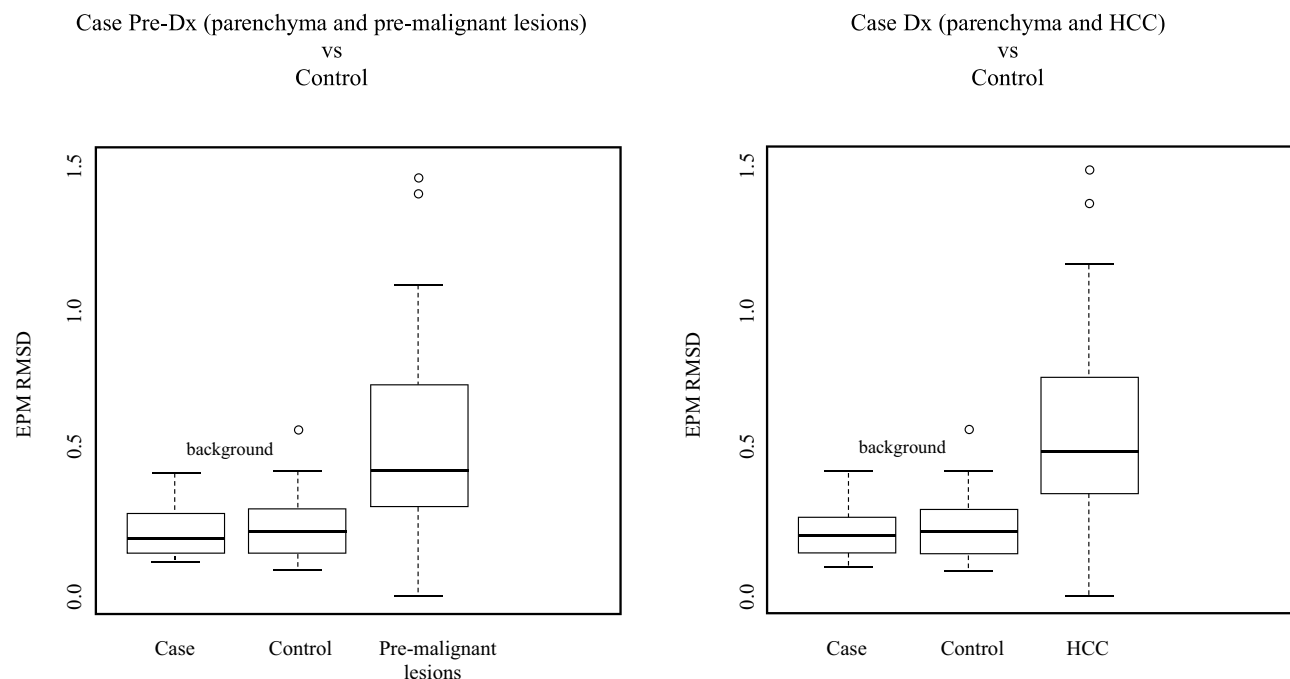 Case Pre-Dx (parenchyma and pre-malignant lesions)
vs
Control
EPM RMSD
1.5
1.0
0.5
0.0
background
Case
Control
Pre-malignant
lesions
Case Dx (parenchyma and HCC)
vs
Control
EPM RMSD
1.5
1.0
0.5
0.0
background
Case
Control
HCC